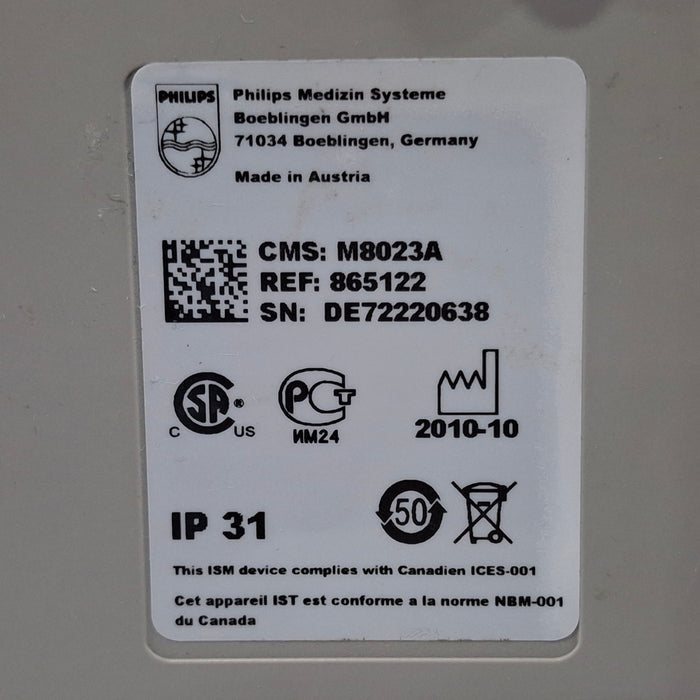 PHILIPS
Philips Medizin Systeme
Boeblingen GmbH
71034 Boeblingen, Germany
Made in Austria
CMS: M8023A
REF: 865122
SN: DE72220638
C SA ® US
РСТ
ИМ24
2010-10
IP 31
50
This ISM device complies with Canadien ICES-001
Cet appareil IST est conforme a la norme NBM-001
du Canada